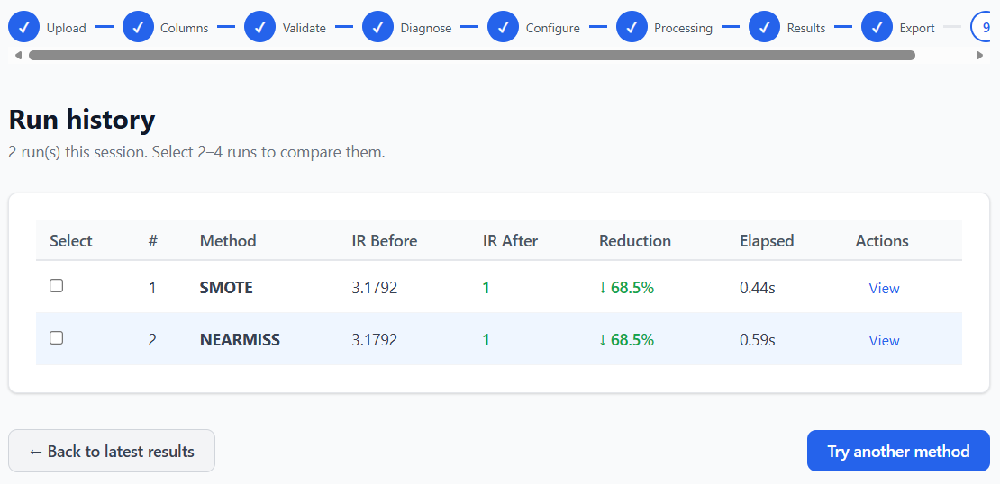 ✓ Upload ✓ Columns ✓ Validate ✓ Diagnose ✓ Configure ✓ Processing ✓ Results ✓ Export 9
Run history
2 run(s) this session. Select 2–4 runs to compare them.
Select # Method IR Before IR After Reduction Elapsed Actions
1 SMOTE 3.1792 1 ↓ 68.5% 0.44s View
2 NEARMISS 3.1792 1 ↓ 68.5% 0.59s View
← Back to latest results Try another method